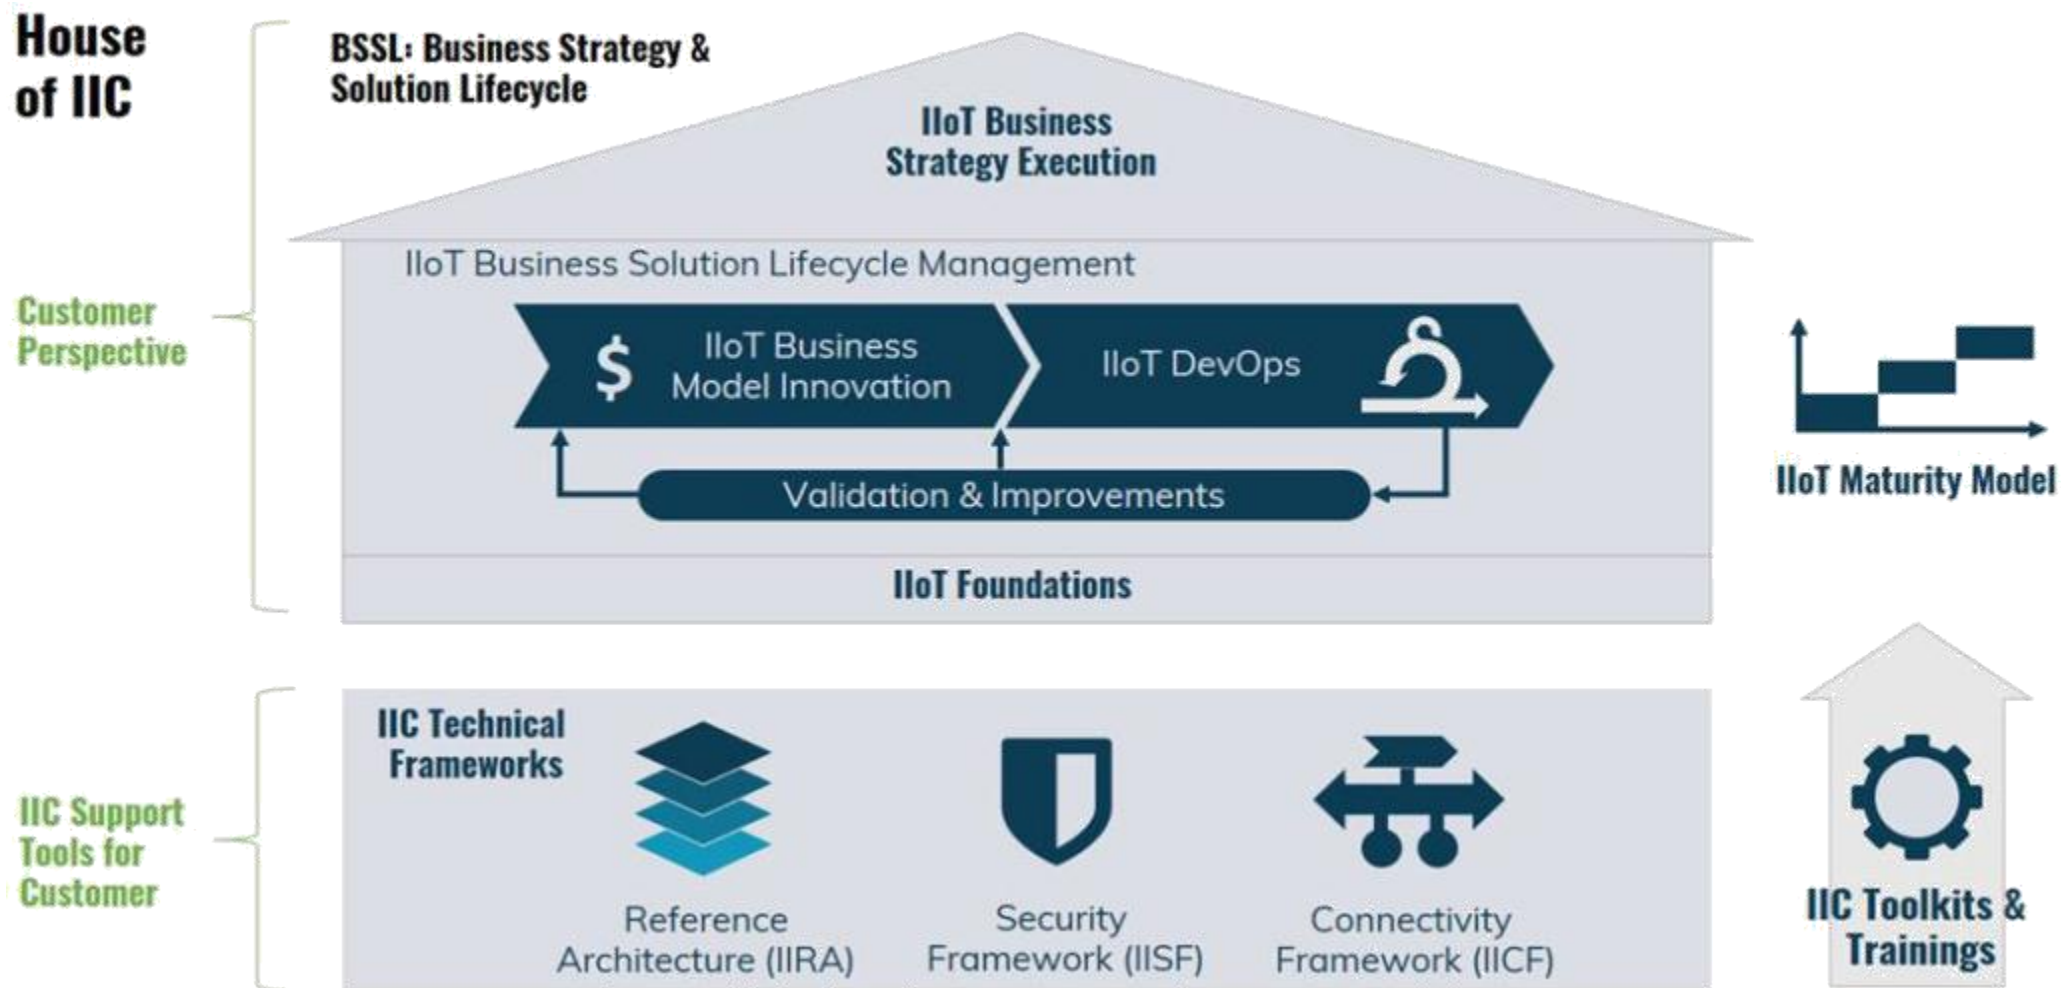 House
of IIC
BSSL: Business Strategy &
Solution Lifecycle
IIoT Business
Strategy Execution
Customer
Perspective
IIoT Business Solution Lifecycle Management
$
IIoT Business
Model Innovation
IIoT DevOps
Validation & Improvements
IIoT Foundations
IIoT Maturity Model
IIC Support
Tools for
Customer
IIC Technical
Frameworks
Reference
Architecture (IIRA)
Security
Framework (IISF)
Connectivity
Framework (IICF)
IIC Toolkits &
Trainings